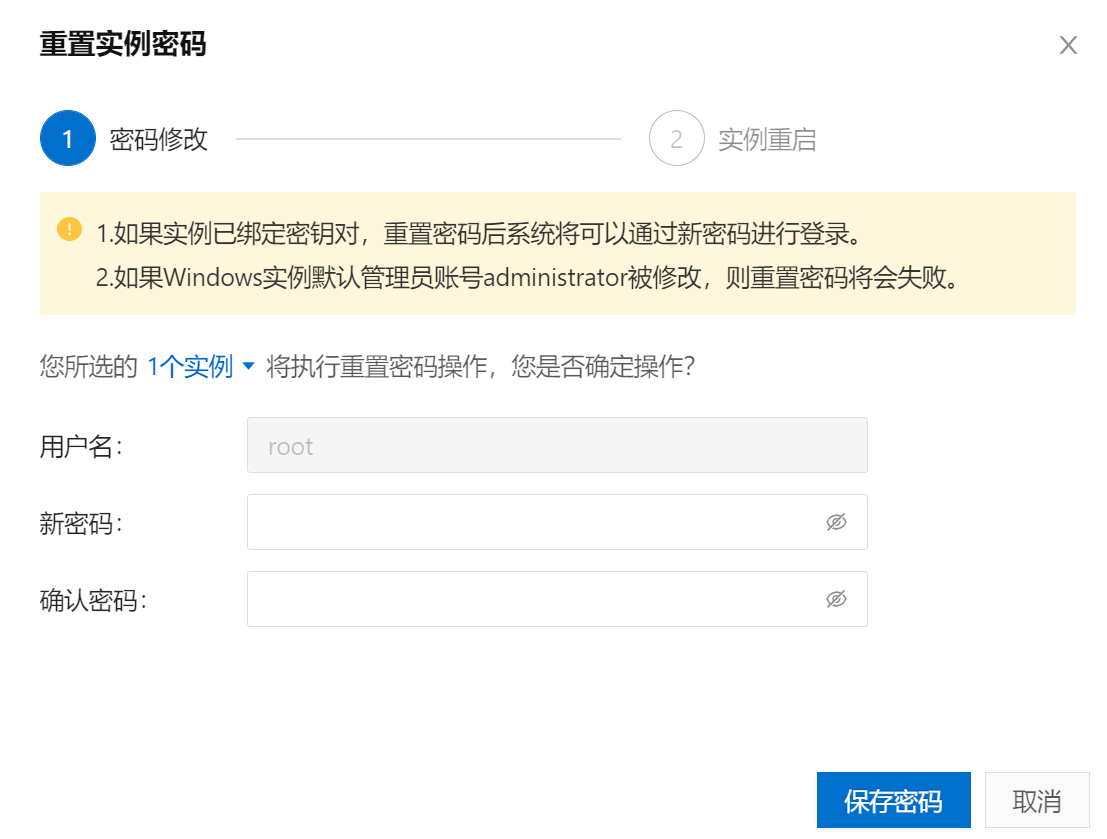 重置实例密码
1 密码修改 2 实例重启
1.如果实例已绑定密钥对，重置密码后系统将可以通过新密码进行登录。
2.如果Windows实例默认管理员账号administrator被修改，则重置密码将会失败。
您所选的 1个实例 将执行重置密码操作，您是否确定操作？
用户名： root
新密码：
确认密码：
保存密码 取消